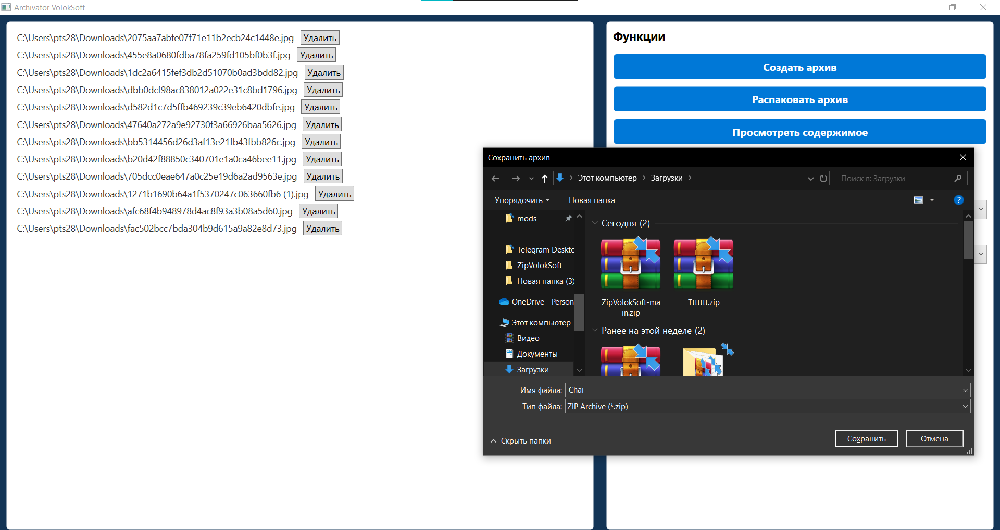 Archivator VolokSoft
C:\Users\pts28\Downloads\2075aa7abfe07f71e11b2ecb24c1448e.jpg Удалить
C:\Users\pts28\Downloads\455e8a0680fdba78fa259fd105bf0b3f.jpg Удалить
C:\Users\pts28\Downloads\1dc2a6415fef3db2d51070b0ad3bdd82.jpg Удалить
C:\Users\pts28\Downloads\dbb0dcf98ac838012a022e31c8bd1796.jpg Удалить
C:\Users\pts28\Downloads\d582d1c7d5ffb469239c39eb6420dbfe.jpg Удалить
C:\Users\pts28\Downloads\47640a272a9e92730f3a66926baa5626.jpg Удалить
C:\Users\pts28\Downloads\bb5314456d26d3af13e21fb43fbb826c.jpg Удалить
C:\Users\pts28\Downloads\b20d42f88850c340701e1a0ca46bee11.jpg Удалить
C:\Users\pts28\Downloads\705dcc0eae647a0c25e19d6a2ad9563e.jpg Удалить
C:\Users\pts28\Downloads\1271b1690b64a1f5370247c063660fb6 (1).jpg Удалить
C:\Users\pts28\Downloads\afc68f4b948978d4ac8f93a3b08a5d60.jpg Удалить
C:\Users\pts28\Downloads\fac502bcc7bda304b9d615a9a82e8d73.jpg Удалить
Функции
Создать архив
Распаковать архив
Просмотреть содержимое
Сохранить архив
Этот компьютер
Загрузки
Поиск в: Загрузки
Упорядочить
Новая папка
?
mods
Telegram Deskto
ZipVolokSoft
Новая папка (3)
OneDrive - Person
Этот компьютер
Видео
Документы
Загрузки
Сегодня (2)
ZipVolokSoft-ma
in.zip
Ttttttt.zip
Ранее на этой неделе (2)
Имя файла: Chai
Тип файла: ZIP Archive (*.zip)
Скрыть папки
Сохранить
Отмена